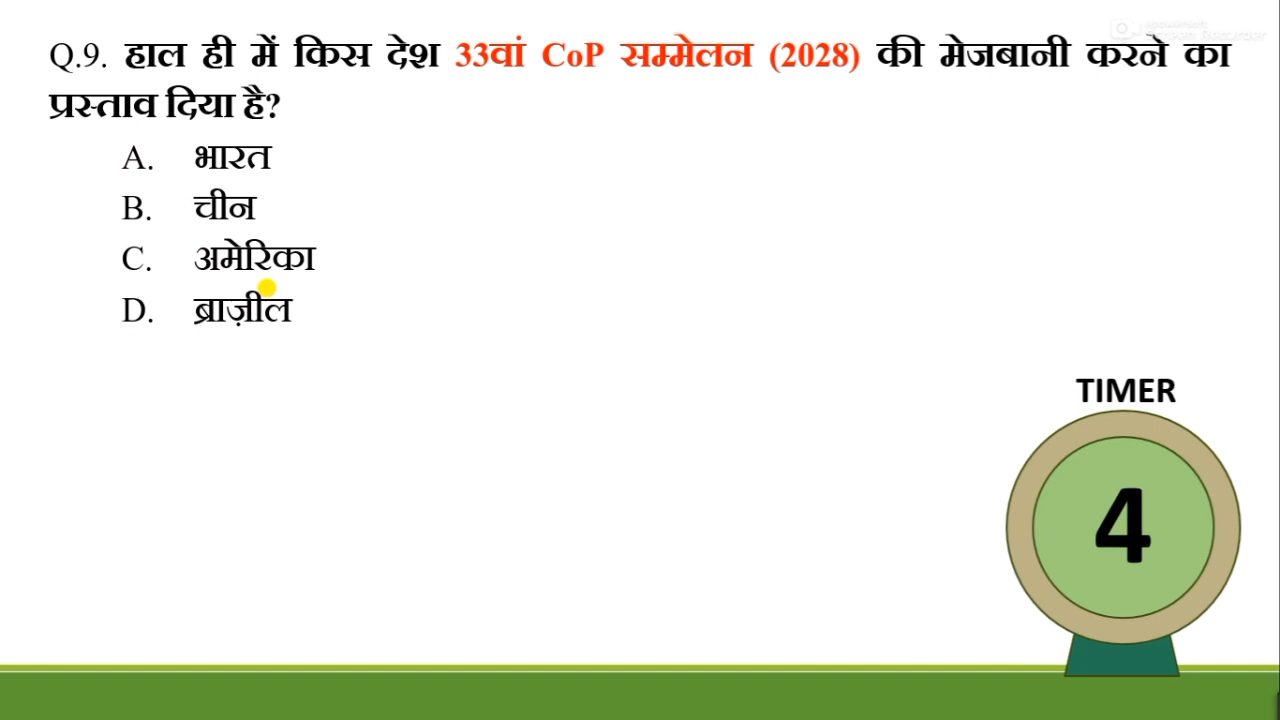 Q.9. हाल ही में किस देश 33वां CoP सम्मेलन (2028) की मेजबानी करने का
प्रस्ताव दिया है?
A. भारत
B. चीन
C. अमेरिका
D. ब्राज़ील
TIMER
4